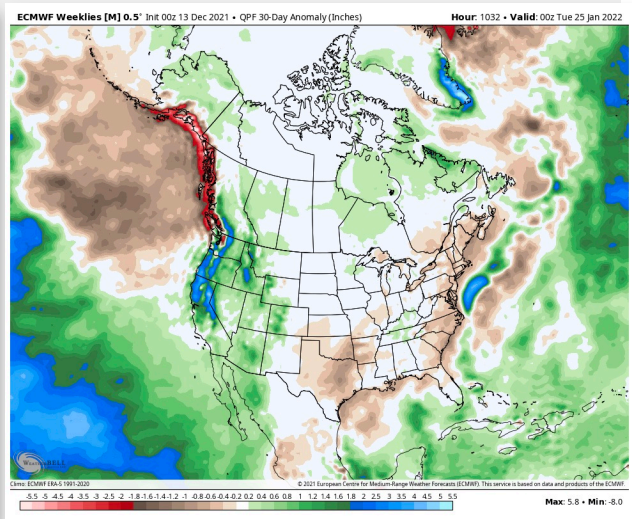 ECMWF Weeklies [M] 0.5° Init 00z 13 Dec 2021 • QPF 30-Day Anomaly (Inches) Hour: 1032 • Valid: 00z Tue 25 Jan 2022
WeatherBELL
Climo: ECMWF ERA-5 1991-2020 © 2021 European Centre for Medium-Range Weather Forecasts (ECMWF). This service is based on data and products of the ECMWF.
-5.5 -5 -4.5 -4 -3.5 -3 -2.5 -2 -1.8 -1.6 -1.4 -1.2 -1 -0.8 -0.6 -0.4 -0.2 0.2 0.4 0.6 0.8 1 1.2 1.4 1.6 1.8 2 2.5 3 3.5 4 4.5 5 5.5 Max: 5.8 • Min: -8.0